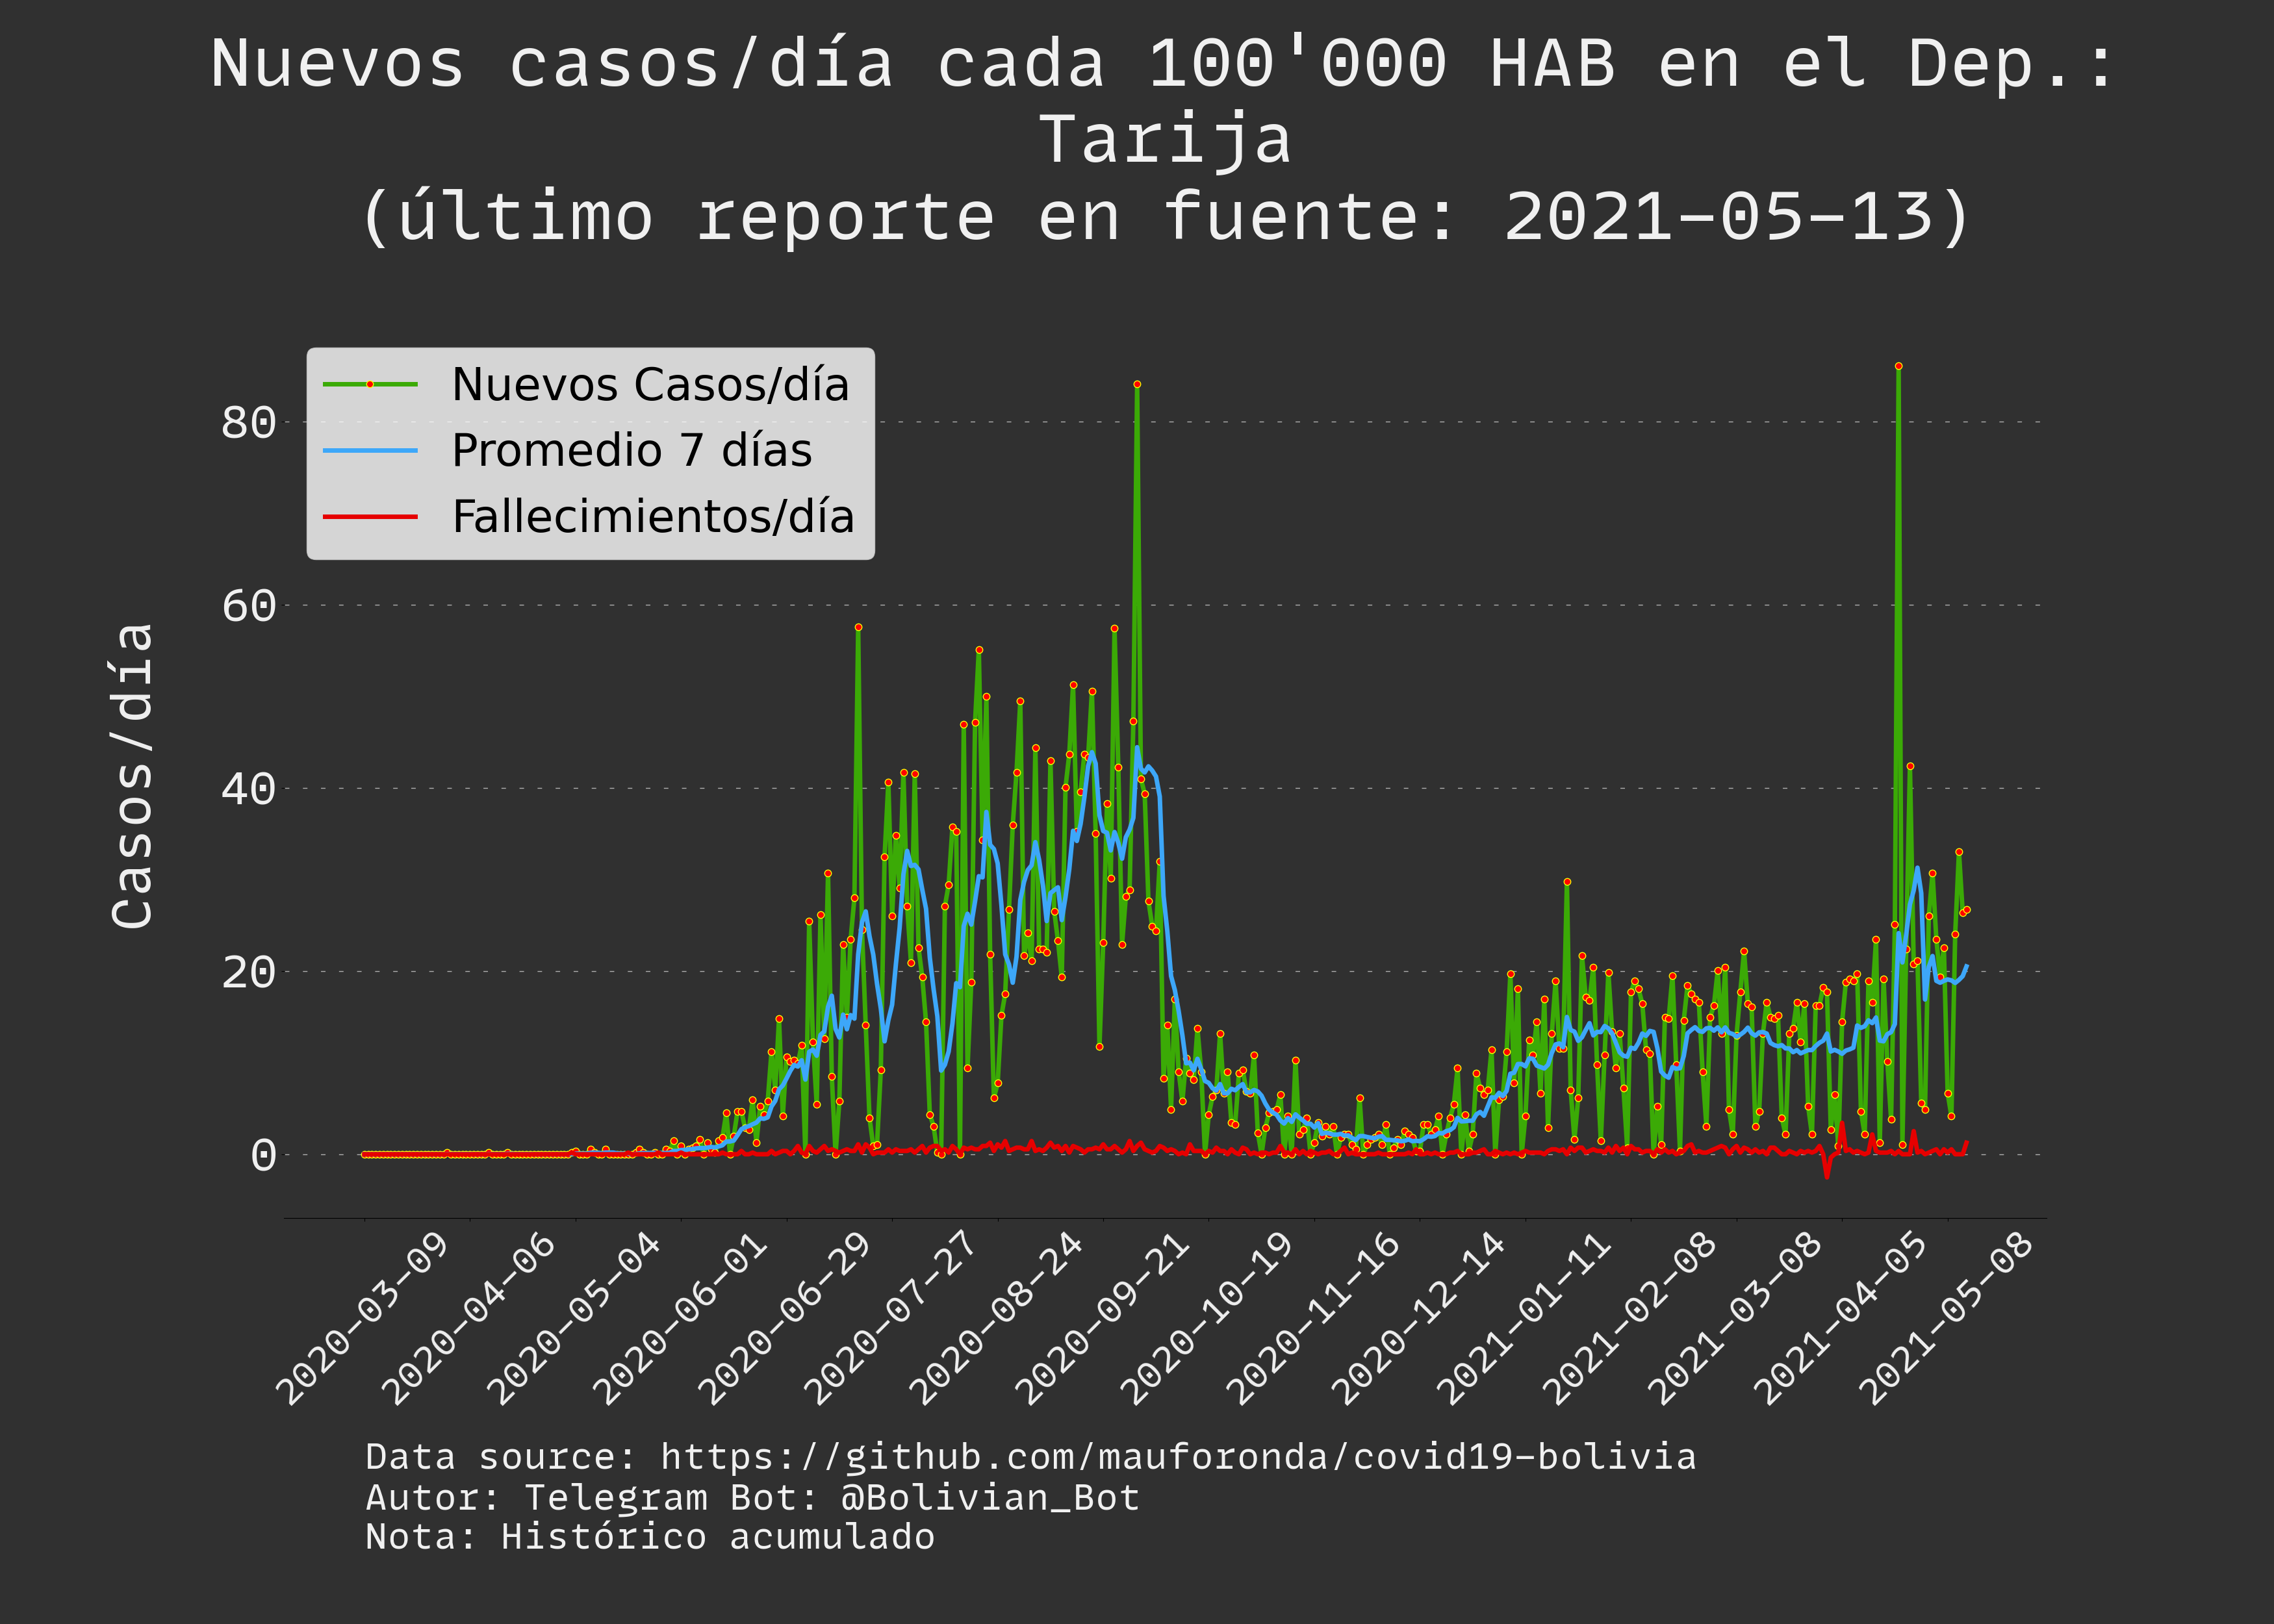 Nuevos casos/día cada 100'000 HAB en el Dep.:
Tarija
(último reporte en fuente: 2021-05-13)
Nuevos Casos/día
Promedio 7 días
Fallecimientos/día
Casos/día
80
60
40
20
0
2020-03-09
2020-04-06
2020-05-04
2020-06-01
2020-06-29
2020-07-27
2020-08-24
2020-09-21
2020-10-19
2020-11-16
2020-12-14
2021-01-11
2021-02-08
2021-03-08
2021-04-05
2021-05-08
Data source: https://github.com/mauforonda/covid19-bolivia
Autor: Telegram Bot: @Bolivian_Bot
Nota: Histórico acumulado